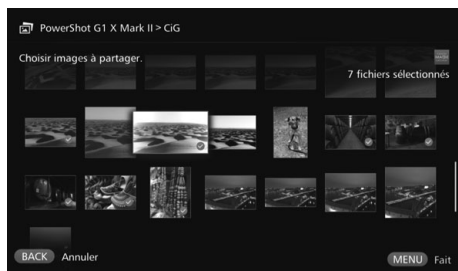 PowerShot G1 X Mark II > CiG
Choisir images à partager.
7 fichiers sélectionnés
BACK Annuler
MENU Fait